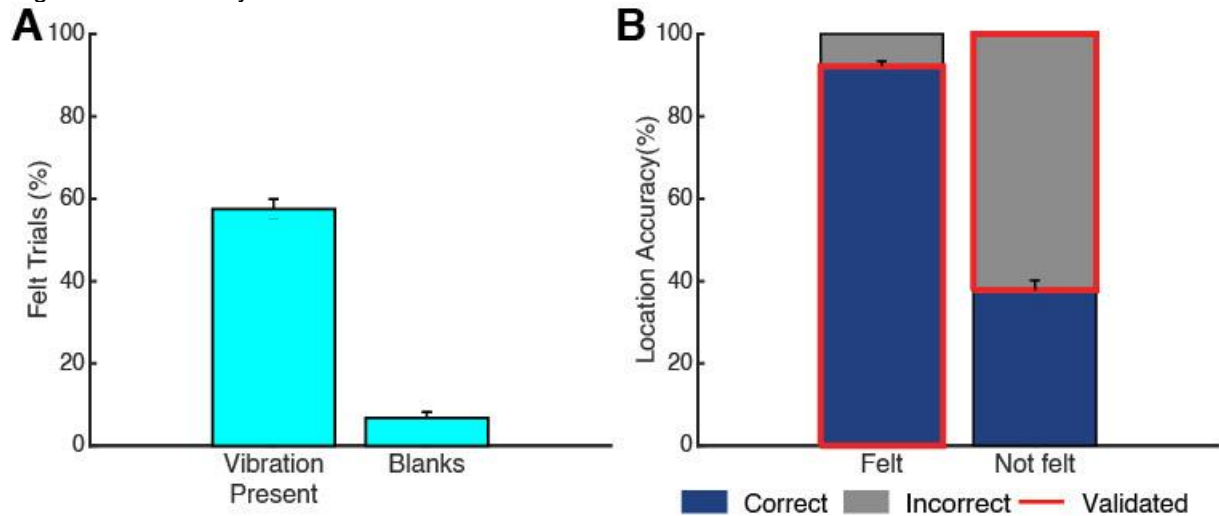 A
Felt Trials (%)
100
80
60
40
20
0
Vibration
Present
Blanks
B
Location Accuracy(%)
100
80
60
40
20
0
Felt
Not felt
Correct
Incorrect
Validated